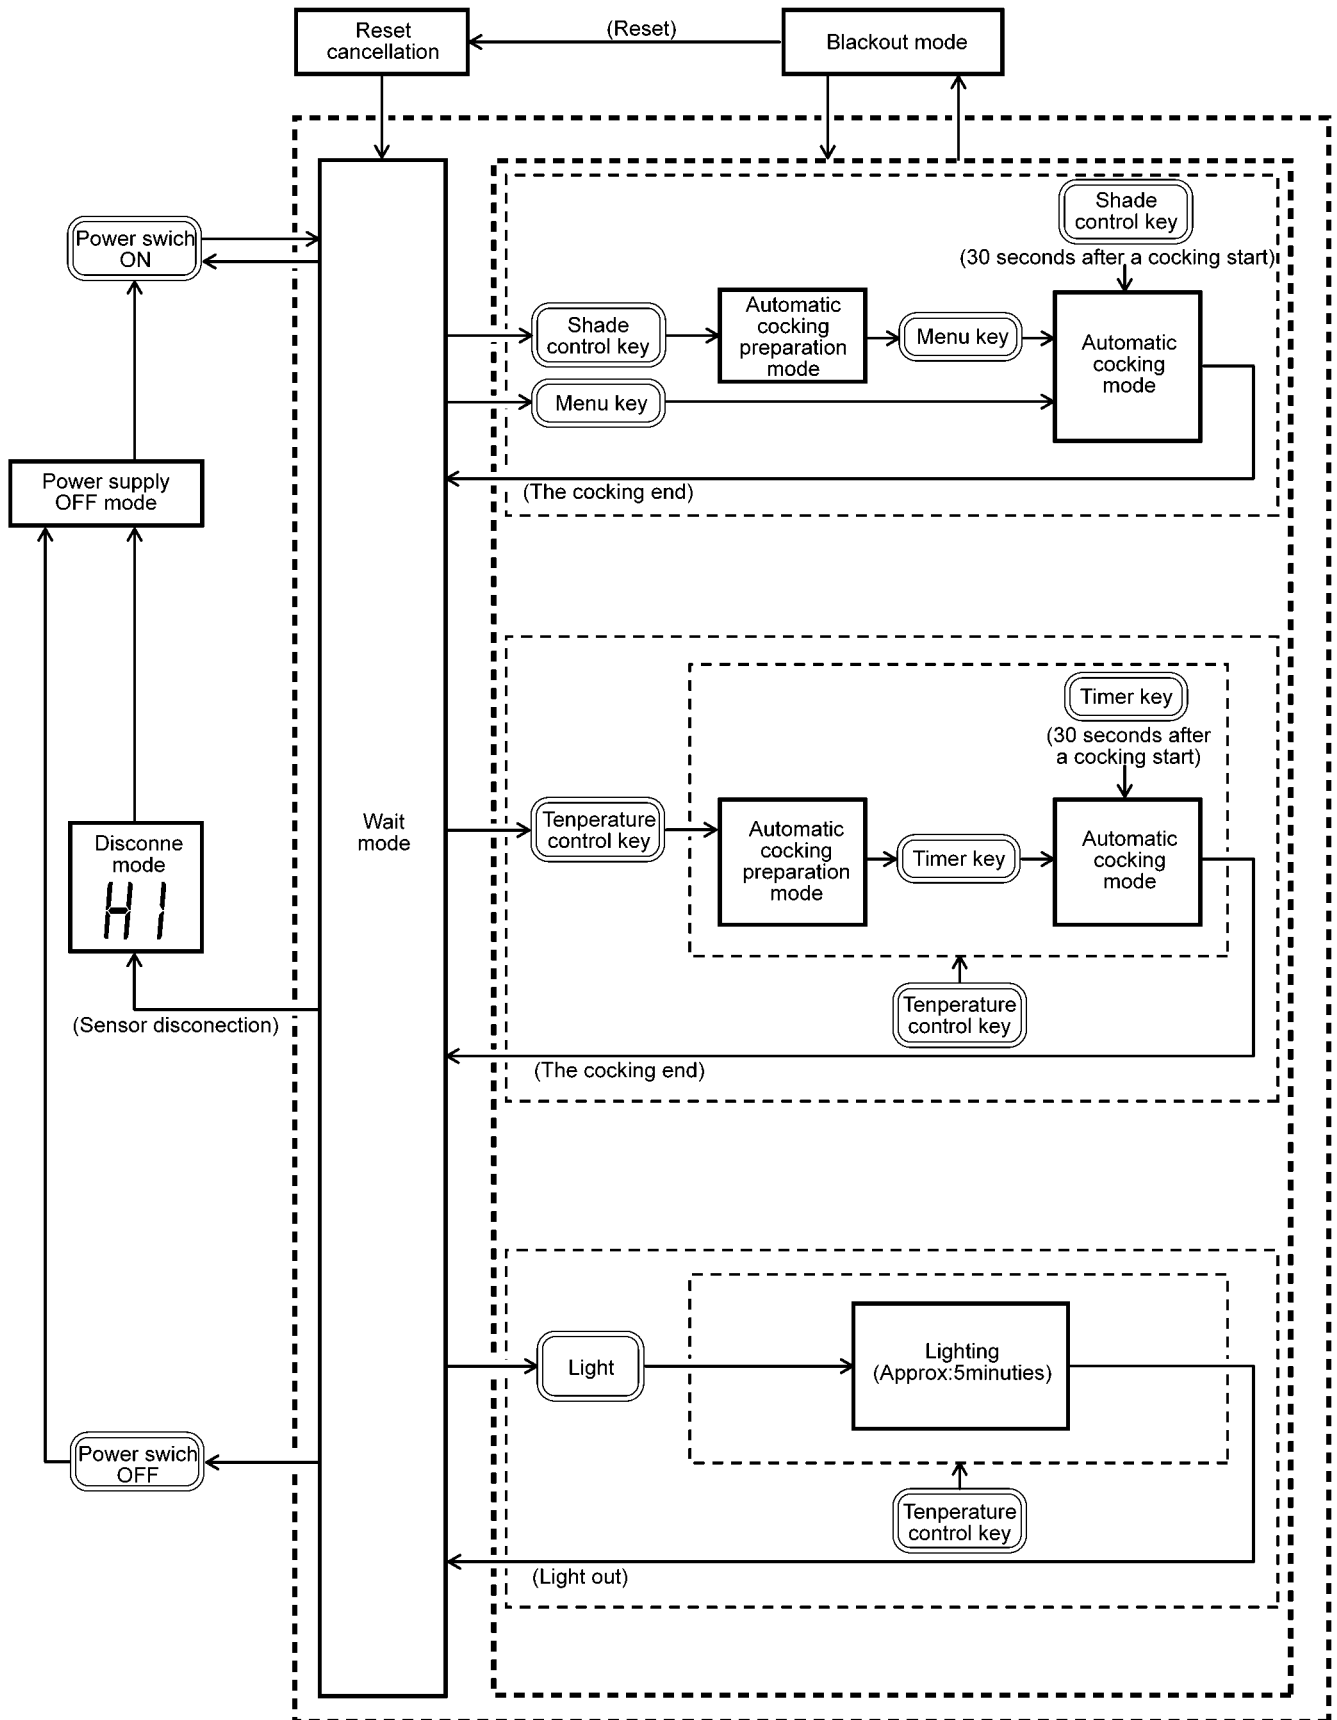 Reset
cancellation
(Reset)
Blackout mode
Power swich
ON
Shade
control key
(30 seconds after a cocking start)
Shade
control key
Automatic
cocking
preparation
mode
Menu key
Automatic
cocking
mode
Menu key
(The cocking end)
Power supply
OFF mode
Timer key
(30 seconds after
a cocking start)
Wait
mode
Tenperature
control key
Automatic
cocking
preparation
mode
Timer key
Automatic
cocking
mode
Disconne
mode
H1
Tenperature
control key
(Sensor disconection)
(The cocking end)
Light
Lighting
(Approx:5minuties)
Power swich
OFF
Tenperature
control key
(Light out)